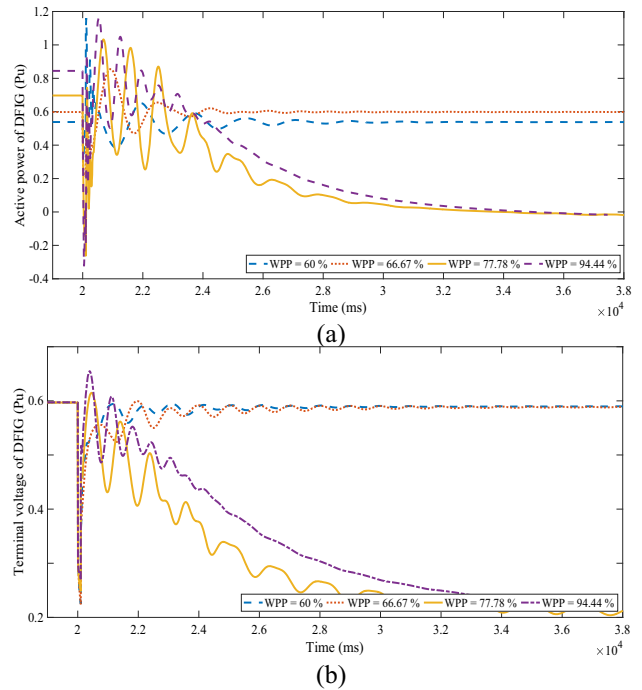 1.2
1
0.8
0.6
0.4
0.2
0
-0.2
-0.4
Active power of DFIG (Pu)
WPP = 60 % WPP = 66.67 % WPP = 77.78 % WPP = 94.44 %
2 2.2 2.4 2.6 2.8 3 3.2 3.4 3.6 3.8
Time (ms)
×10⁴
(a)
0.6
0.4
0.2
Terminal voltage of DFIG (Pu)
WPP = 60 % WPP = 66.67 % WPP = 77.78 % WPP = 94.44 %
2 2.2 2.4 2.6 2.8 3 3.2 3.4 3.6 3.8
Time (ms)
×10⁴
(b)